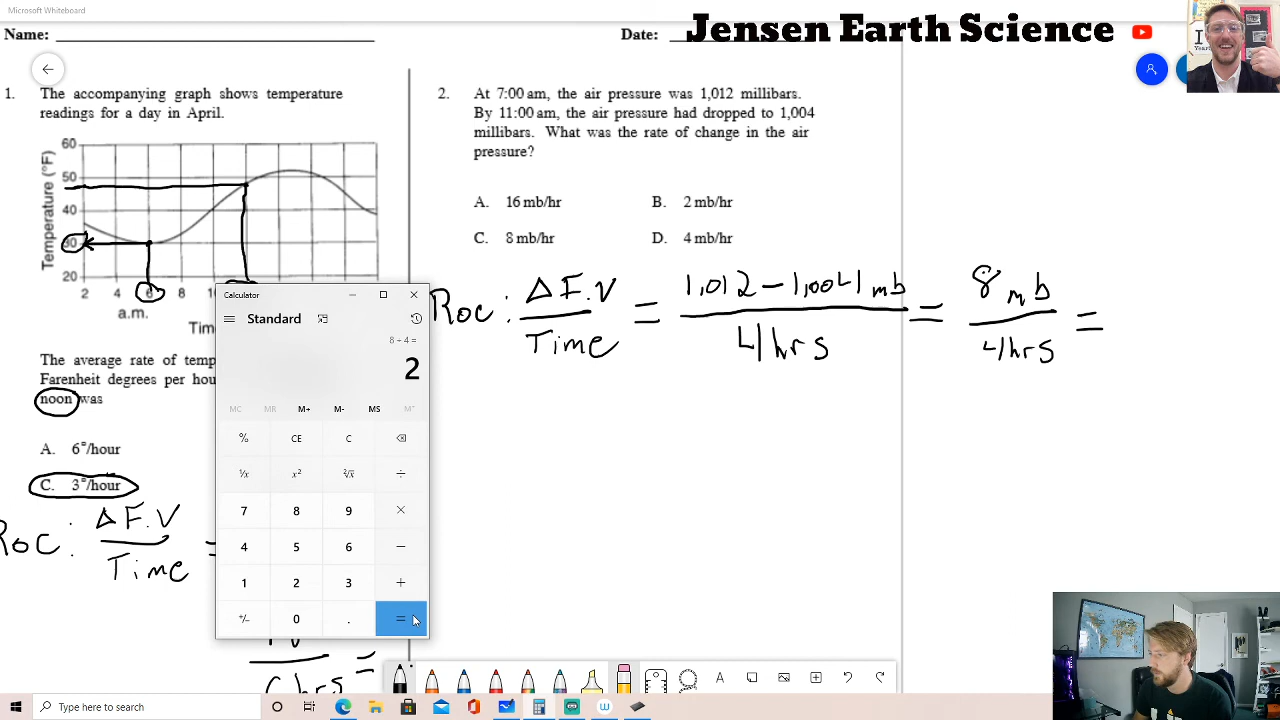 Microsoft Whiteboard
Jensen Earth Science
Name:
Date:
1. The accompanying graph shows temperature
readings for a day in April.
Temperature (°F)
60
50
40
30
20
2 4 6 8
a.m.
The average rate of temp
Farenheit degrees per hou
noon was
A. 6°/hour
C. 3°/hour
Roc: ΔF.V
Time =
hrs =
2. At 7:00 am, the air pressure was 1,012 millibars.
By 11:00 am, the air pressure had dropped to 1,004
millibars. What was the rate of change in the air
pressure?
A. 16 mb/hr B. 2 mb/hr
C. 8 mb/hr D. 4 mb/hr
Roc: ΔF.V = 1,012 - 1,004 mb = 8 mb =
Time 4 hrs 4 hrs
Calculator
Standard
8 ÷ 4 =
2
MC MR M+ M- MS M˅
% CE C
¹/x x² ²√x ÷
7 8 9 ×
4 5 6 −
1 2 3 +
+/- 0 . =
A
Type here to search